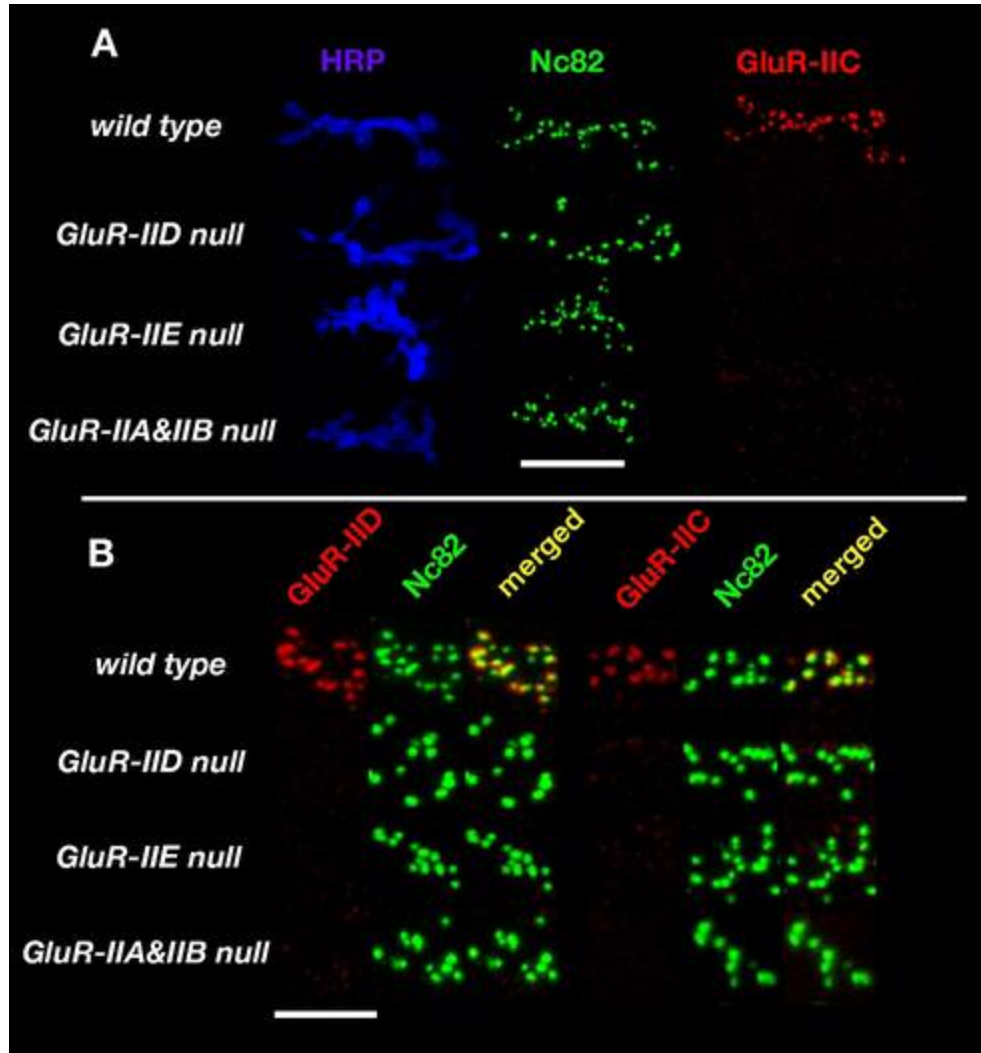 A
HRP Nc82 GluR-IIC
wild type
GluR-IID null
GluR-IIE null
GluR-IIA&IIB null
B
GluR-IID Nc82 merged GluR-IIC Nc82 merged
wild type
GluR-IID null
GluR-IIE null
GluR-IIA&IIB null